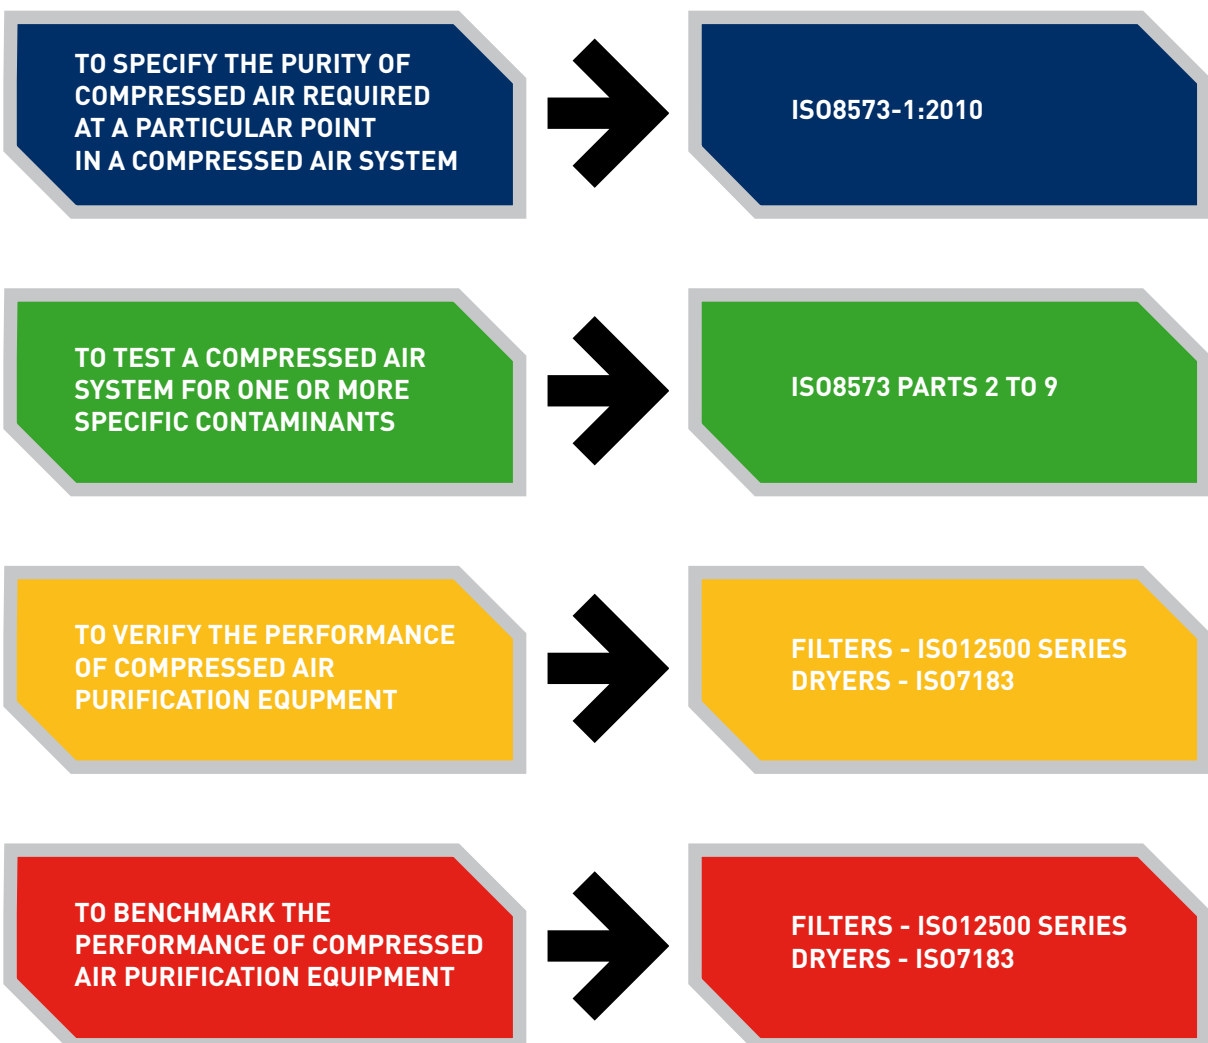 TO SPECIFY THE PURITY OF
COMPRESSED AIR REQUIRED
AT A PARTICULAR POINT
IN A COMPRESSED AIR SYSTEM
ISO8573-1:2010
TO TEST A COMPRESSED AIR
SYSTEM FOR ONE OR MORE
SPECIFIC CONTAMINANTS
ISO8573 PARTS 2 TO 9
TO VERIFY THE PERFORMANCE
OF COMPRESSED AIR
PURIFICATION EQUPMENT
FILTERS - ISO12500 SERIES
DRYERS - ISO7183
TO BENCHMARK THE
PERFORMANCE OF COMPRESSED
AIR PURIFICATION EQUIPMENT
FILTERS - ISO12500 SERIES
DRYERS - ISO7183